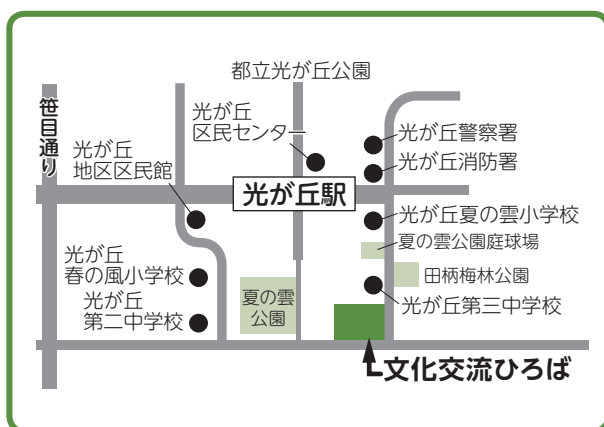 都立光が丘公園
笹目通り
光が丘
区民センター
光が丘
地区区民館
光が丘警察署
光が丘消防署
光が丘駅
光が丘夏の雲小学校
夏の雲公園庭球場
光が丘
春の風小学校
田柄梅林公園
夏の雲
公園
光が丘
第二中学校
光が丘第三中学校
文化交流ひろば